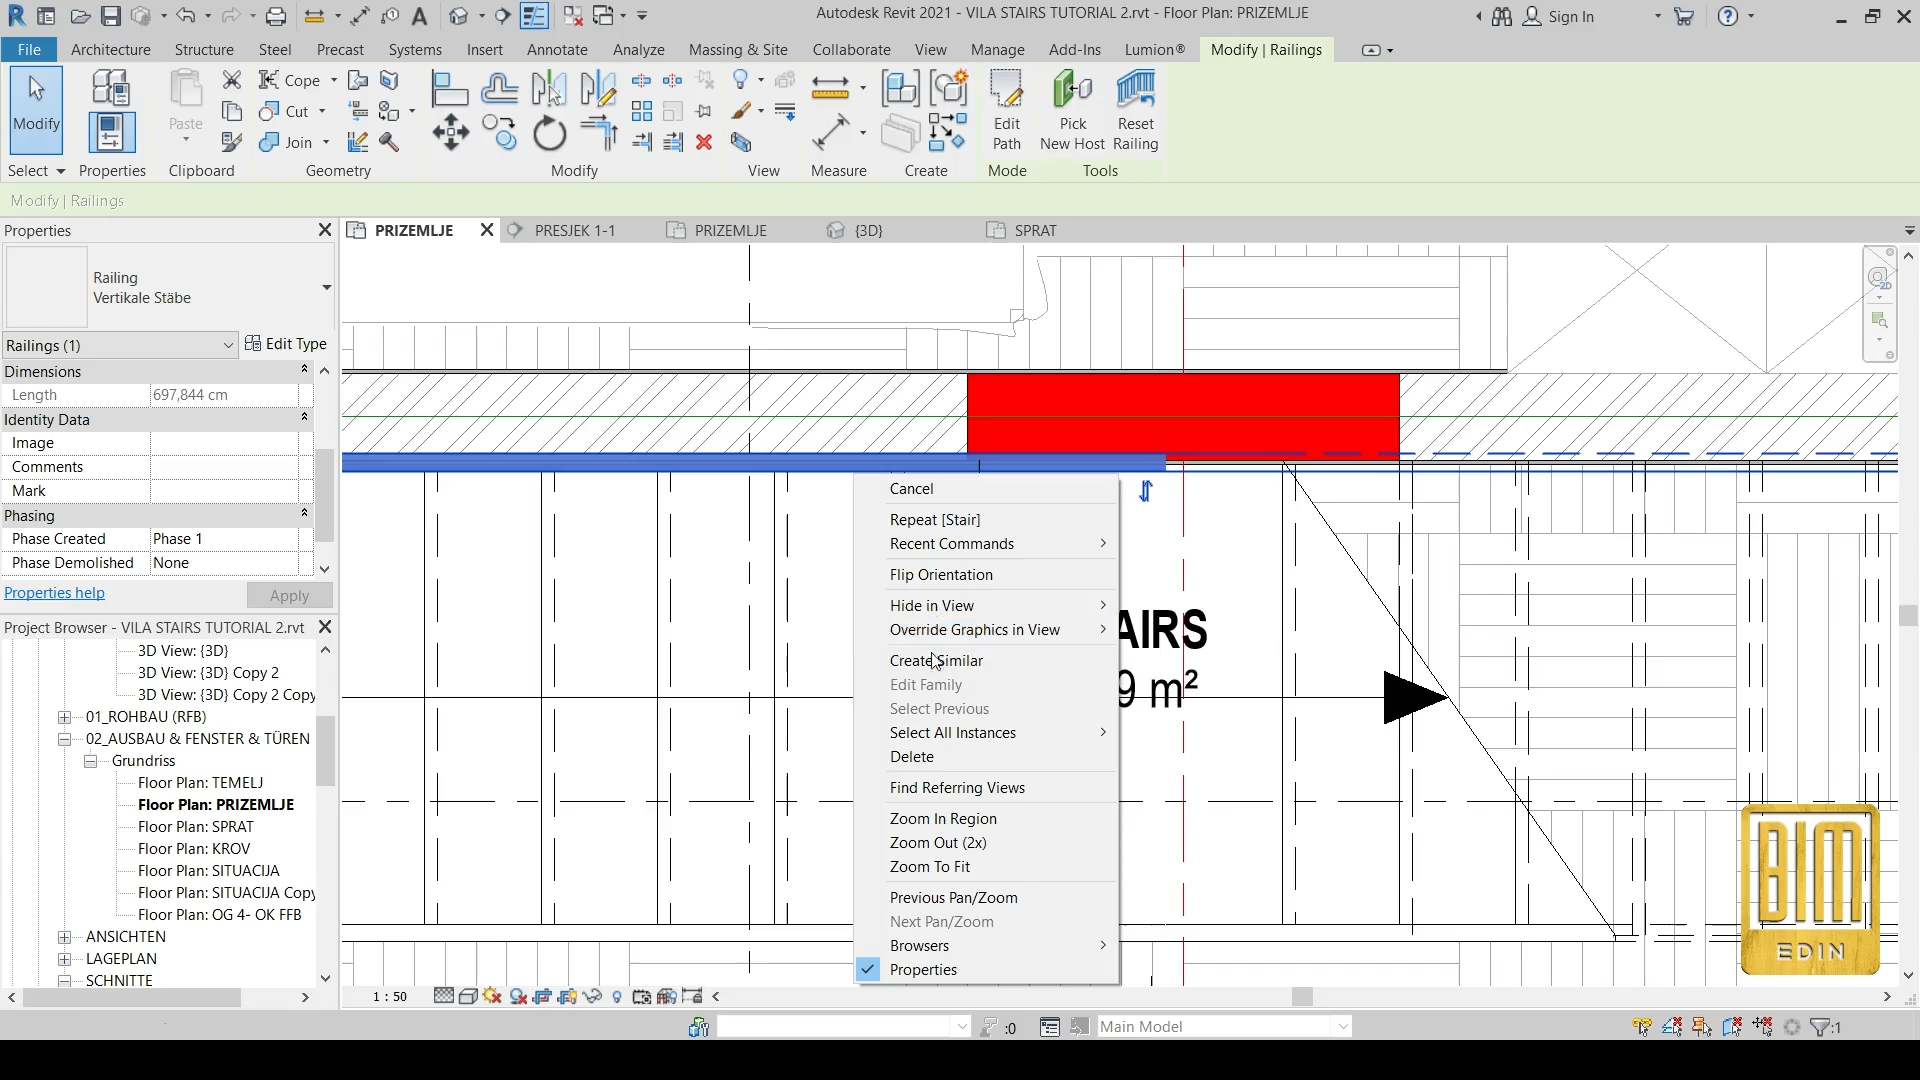 Autodesk Revit 2021 - VILA STAIRS TUTORIAL 2.rvt - Floor Plan: PRIZEMLJE
Sign In
File Architecture Structure Steel Precast Systems Insert Annotate Analyze Massing & Site Collaborate View Manage Add-Ins Lumion® Modify | Railings
Modify
Paste
Cope
Cut
Join
Edit Path
Pick New Host
Reset Railing
Select Properties Clipboard Geometry Modify View Measure Create Mode Tools
Modify | Railings
Properties
PRIZEMLJE PRESJEK 1-1 PRIZEMLJE {3D} SPRAT
Railing
Vertikale Stäbe
Railings (1) Edit Type
Dimensions
Length 697,844 cm
Identity Data
Image
Comments
Mark
Phasing
Phase Created Phase 1
Phase Demolished None
Properties help Apply
Project Browser - VILA STAIRS TUTORIAL 2.rvt
3D View: {3D}
3D View: {3D} Copy 2
3D View: {3D} Copy 2 Copy
01_ROHBAU (RFB)
02_AUSBAU & FENSTER & TÜREN
Grundriss
Floor Plan: TEMELJ
Floor Plan: PRIZEMLJE
Floor Plan: SPRAT
Floor Plan: KROV
Floor Plan: SITUACIJA
Floor Plan: SITUACIJA Copy
Floor Plan: OG 4- OK FFB
ANSICHTEN
LAGEPLAN
SCHNITTE
Cancel
Repeat [Stair]
Recent Commands
Flip Orientation
Hide in View
Override Graphics in View
Create Similar
Edit Family
Select Previous
Select All Instances
Delete
Find Referring Views
Zoom In Region
Zoom Out (2x)
Zoom To Fit
Previous Pan/Zoom
Next Pan/Zoom
Browsers
Properties
AIRS
9 m²
BIM
EDIN
1 : 50
:0
Main Model
:1